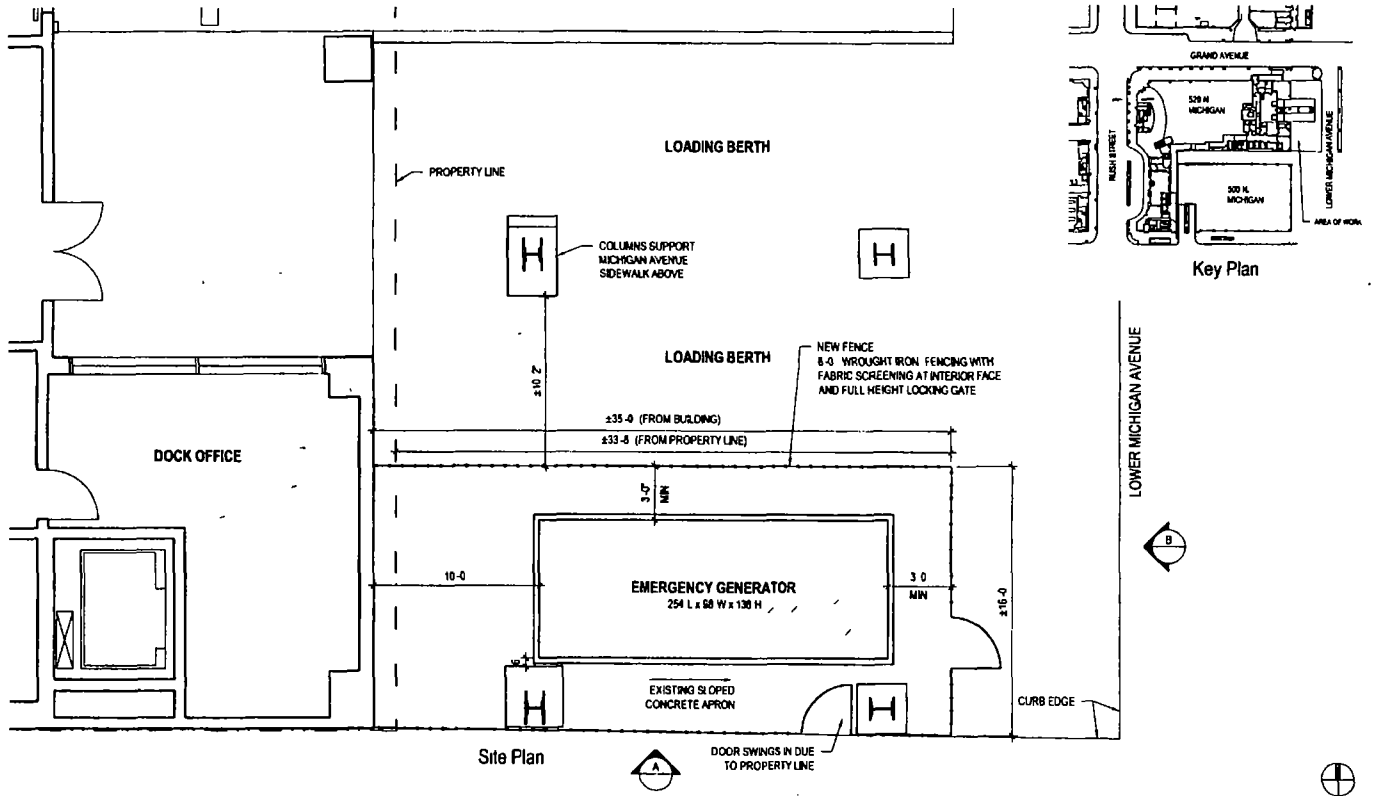 GRAND AVENUE
529 N
MICHIGAN
RUSH STREET
LOWER MICHIGAN AVENUE
500 N.
MICHIGAN
AREA OF WORK
Key Plan
LOADING BERTH
PROPERTY LINE
H
COLUMNS SUPPORT
MICHIGAN AVENUE
SIDEWALK ABOVE
H
LOADING BERTH
NEW FENCE
8-0 WROUGHT IRON FENCING WITH
FABRIC SCREENING AT INTERIOR FACE
AND FULL HEIGHT LOCKING GATE
±10 2"
±35-0 (FROM BUILDING)
±33-8 (FROM PROPERTY LINE)
LOWER MICHIGAN AVENUE
DOCK OFFICE
3-0"
MIN
B
10-0
EMERGENCY GENERATOR
254 L x 98 W x 138 H
3 0
MIN
±16-0
6
EXISTING SLOPED
CONCRETE APRON
H
H
CURB EDGE
DOOR SWINGS IN DUE
TO PROPERTY LINE
Site Plan
A